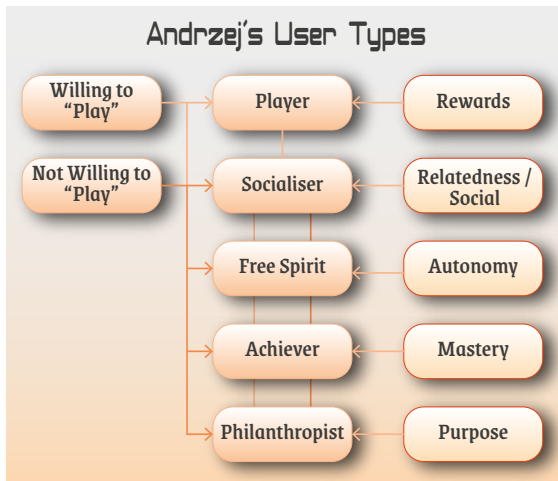 Andrzej's User Types
Willing to
"Play"
Player
Rewards
Not Willing to
"Play"
Socialiser
Relatedness /
Social
Free Spirit
Autonomy
Achiever
Mastery
Philanthropist
Purpose